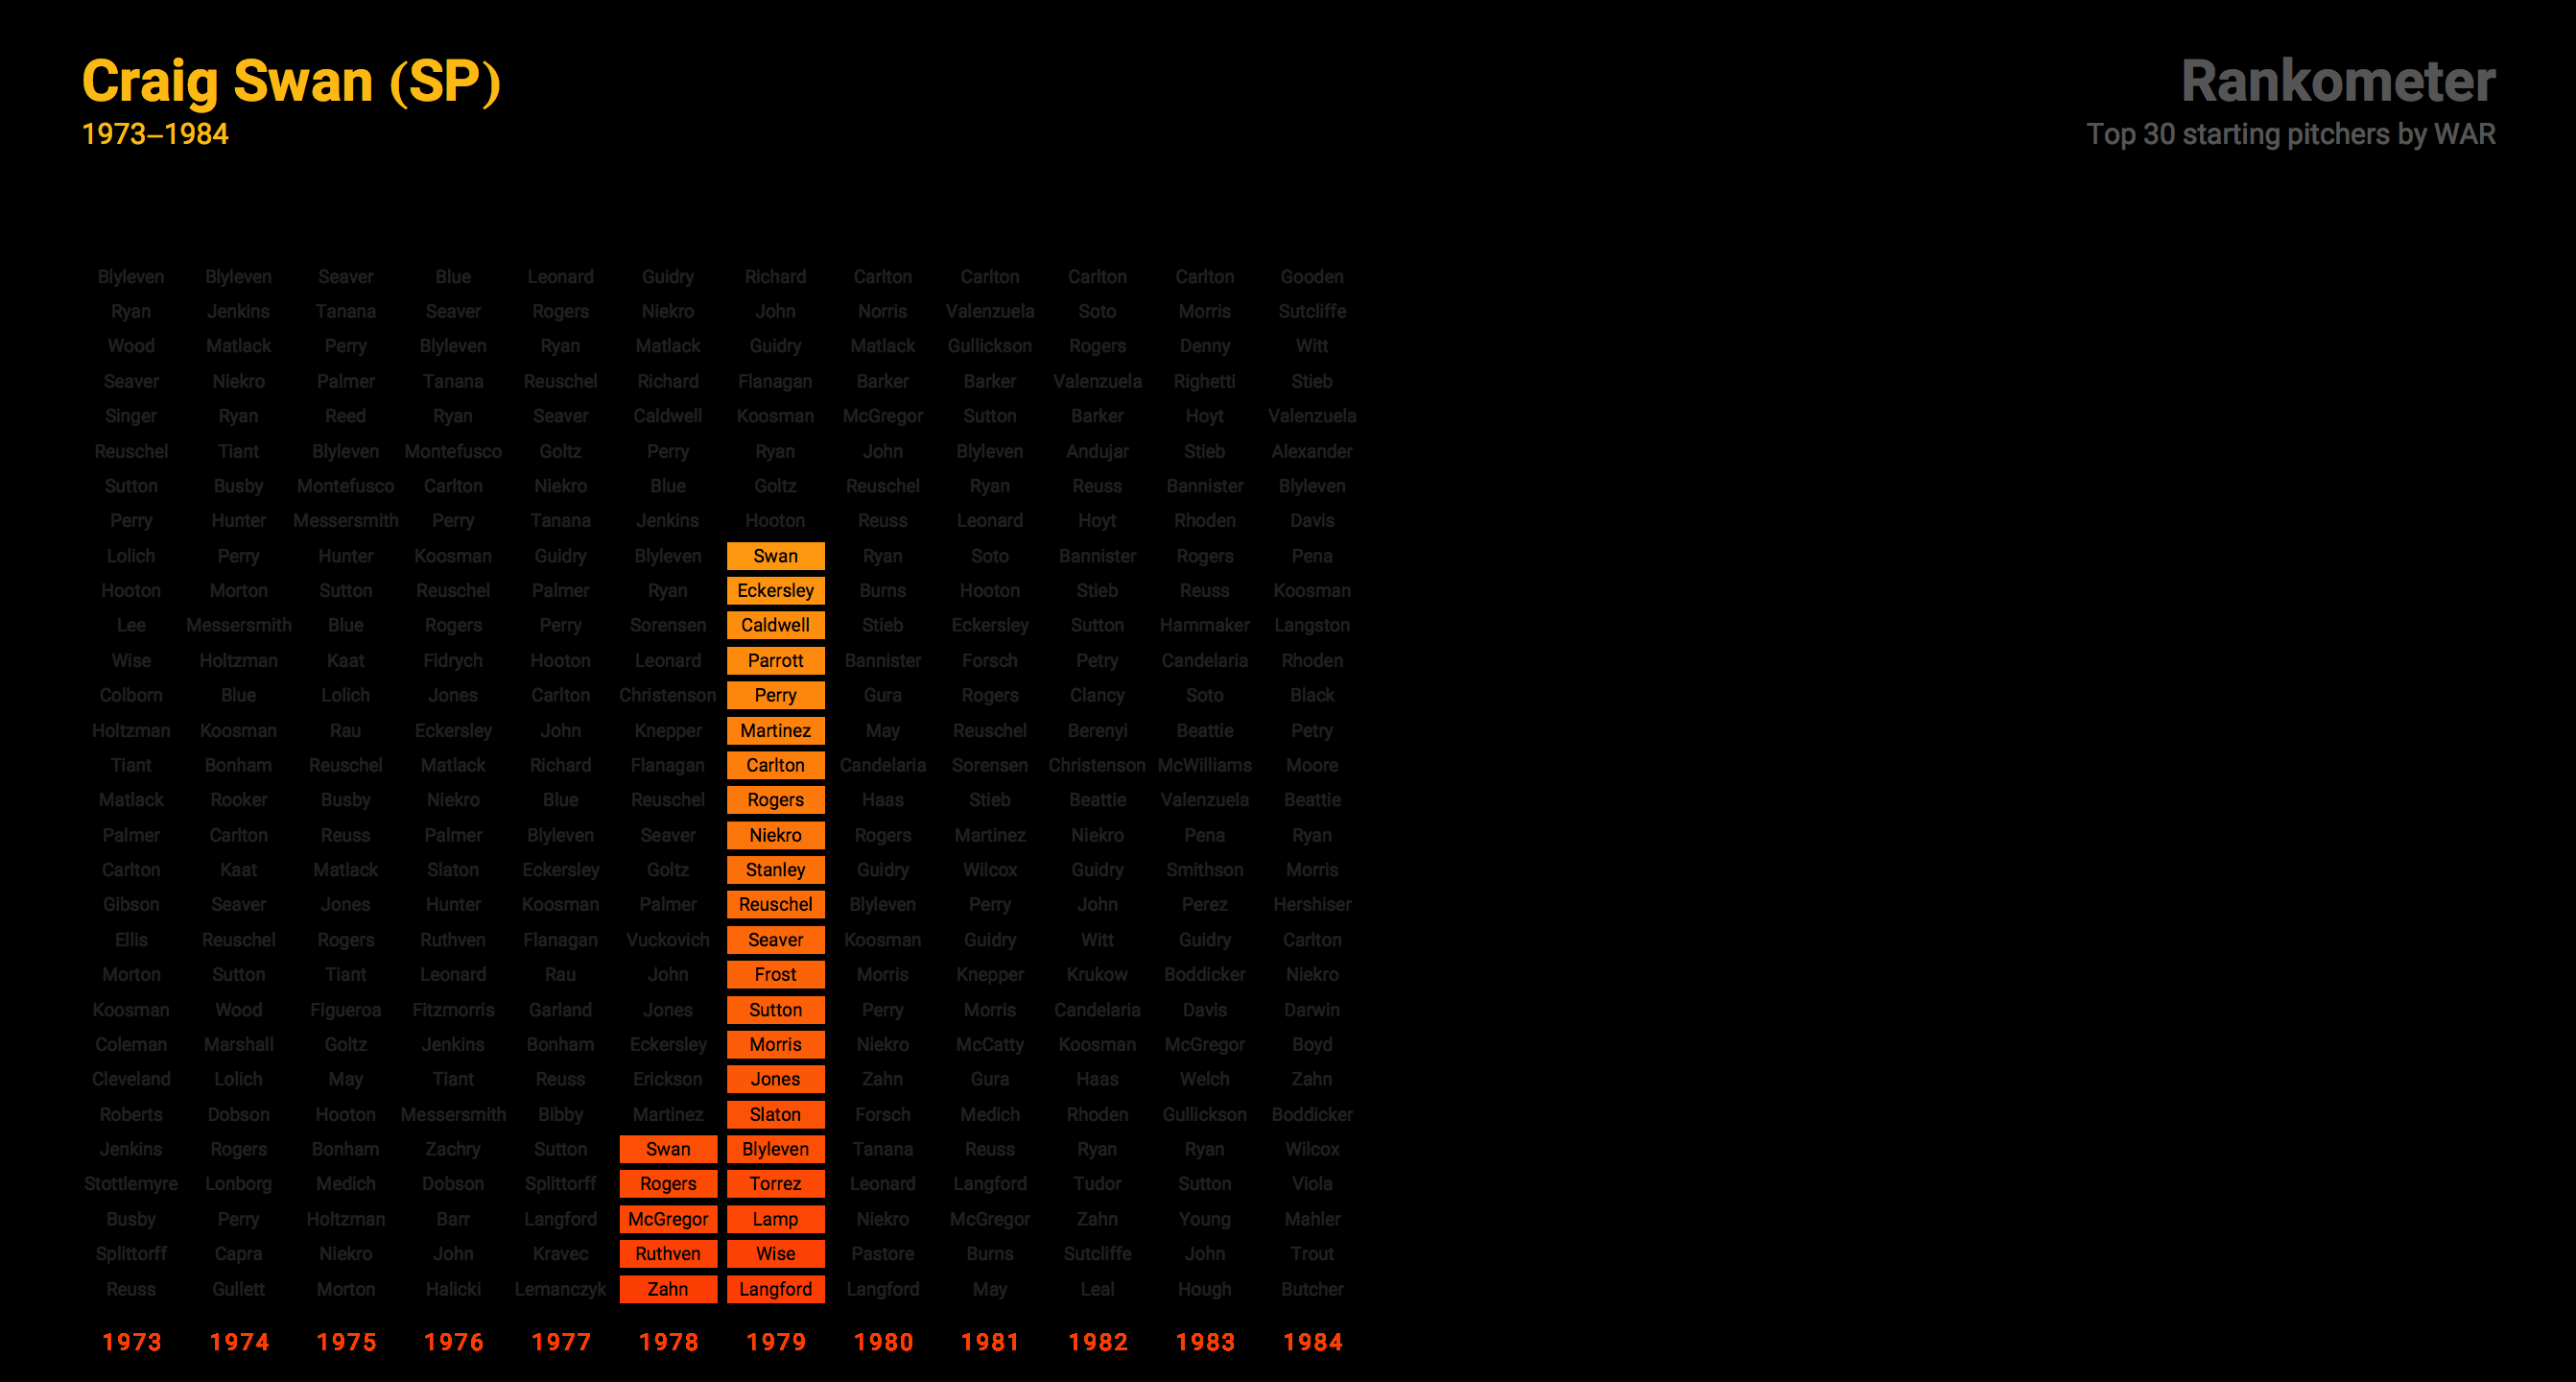 Craig Swan (SP)
1973–1984
Rankometer
Top 30 starting pitchers by WAR
Blyleven Blyleven Seaver Blue Leonard Guidry Richard Carlton Carlton Carlton Carlton Gooden
Ryan Jenkins Tanana Seaver Rogers Niekro John Norris Valenzuela Soto Morris Sutcliffe
Wood Matlack Perry Blyleven Ryan Matlack Guidry Matlack Gullickson Rogers Denny Witt
Seaver Niekro Palmer Tanana Reuschel Richard Flanagan Barker Barker Valenzuela Righetti Stieb
Singer Ryan Reed Ryan Seaver Caldwell Koosman McGregor Sutton Barker Hoyt Valenzuela
Reuschel Tiant Blyleven Montefusco Goltz Perry Ryan John Blyleven Andujar Stieb Alexander
Sutton Busby Montefusco Carlton Niekro Blue Goltz Reuschel Ryan Reuss Bannister Blyleven
Perry Hunter Messersmith Perry Tanana Jenkins Hooton Reuss Leonard Hoyt Rhoden Davis
Lolich Perry Hunter Koosman Guidry Blyleven Swan Ryan Soto Bannister Rogers Pena
Hooton Morton Sutton Reuschel Palmer Ryan Eckersley Burns Hooton Stieb Reuss Koosman
Lee Messersmith Blue Rogers Perry Sorensen Caldwell Stieb Eckersley Sutton Hammaker Langston
Wise Holtzman Kaat Fidrych Hooton Leonard Parrott Bannister Forsch Petry Candelaria Rhoden
Colborn Blue Lolich Jones Carlton Christenson Perry Gura Rogers Clancy Soto Black
Holtzman Koosman Rau Eckersley John Knepper Martinez May Reuschel Berenyi Beattie Petry
Tiant Bonham Reuschel Matlack Richard Flanagan Carlton Candelaria Sorensen Christenson McWilliams Moore
Matlack Rooker Busby Niekro Blue Reuschel Rogers Haas Stieb Beattie Valenzuela Beattie
Palmer Carlton Reuss Palmer Blyleven Seaver Niekro Rogers Martinez Niekro Pena Ryan
Carlton Kaat Matlack Slaton Eckersley Goltz Stanley Guidry Wilcox Guidry Smithson Morris
Gibson Seaver Jones Hunter Koosman Palmer Reuschel Blyleven Perry John Perez Hershiser
Ellis Reuschel Rogers Ruthven Flanagan Vuckovich Seaver Koosman Guidry Witt Guidry Carlton
Morton Sutton Tiant Leonard Rau John Frost Morris Knepper Krukow Boddicker Niekro
Koosman Wood Figueroa Fitzmorris Garland Jones Sutton Perry Morris Candelaria Davis Darwin
Coleman Marshall Goltz Jenkins Bonham Eckersley Morris Niekro McCatty Koosman McGregor Boyd
Cleveland Lolich May Tiant Reuss Erickson Jones Zahn Gura Haas Welch Zahn
Roberts Dobson Hooton Messersmith Bibby Martinez Slaton Forsch Medich Rhoden Gullickson Boddicker
Jenkins Rogers Bonham Zachry Sutton Swan Blyleven Tanana Reuss Ryan Ryan Wilcox
Stottlemyre Lonborg Medich Dobson Splittorff Rogers Torrez Leonard Langford Tudor Sutton Viola
Busby Perry Holtzman Barr Langford McGregor Lamp Niekro McGregor Zahn Young Mahler
Splittorff Capra Niekro John Kravec Ruthven Wise Pastore Burns Sutcliffe John Trout
Reuss Gullett Morton Halicki Lemanczyk Zahn Langford Langford May Leal Hough Butcher
1973 1974 1975 1976 1977 1978 1979 1980 1981 1982 1983 1984